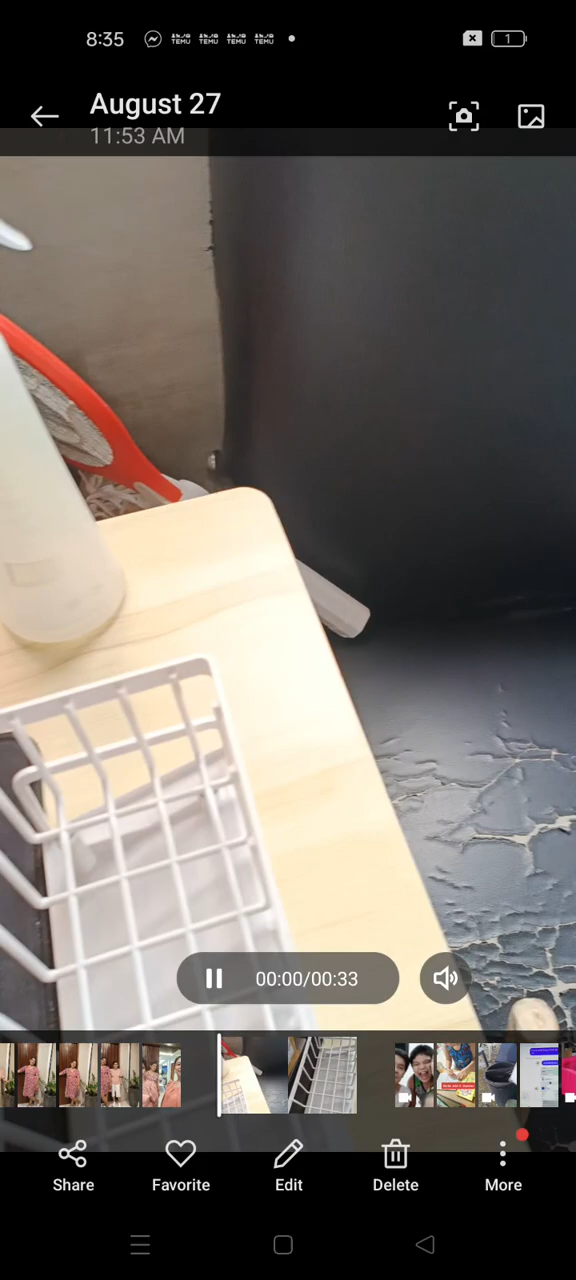 8:35 TEMU TEMU TEMU TEMU 1
August 27
11:53 AM
00:00/00:33
Share Favorite Edit Delete More